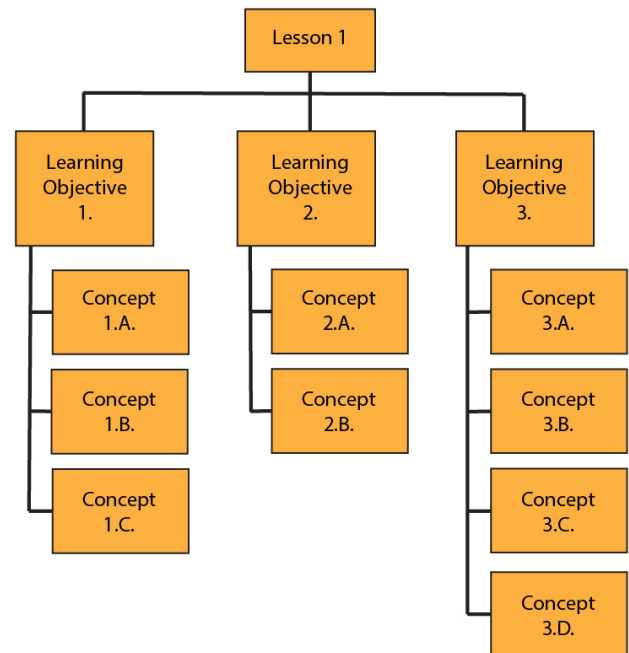 Lesson 1
Learning
Objective
1.
Learning
Objective
2.
Learning
Objective
3.
Concept
1.A.
Concept
1.B.
Concept
1.C.
Concept
2.A.
Concept
2.B.
Concept
3.A.
Concept
3.B.
Concept
3.C.
Concept
3.D.